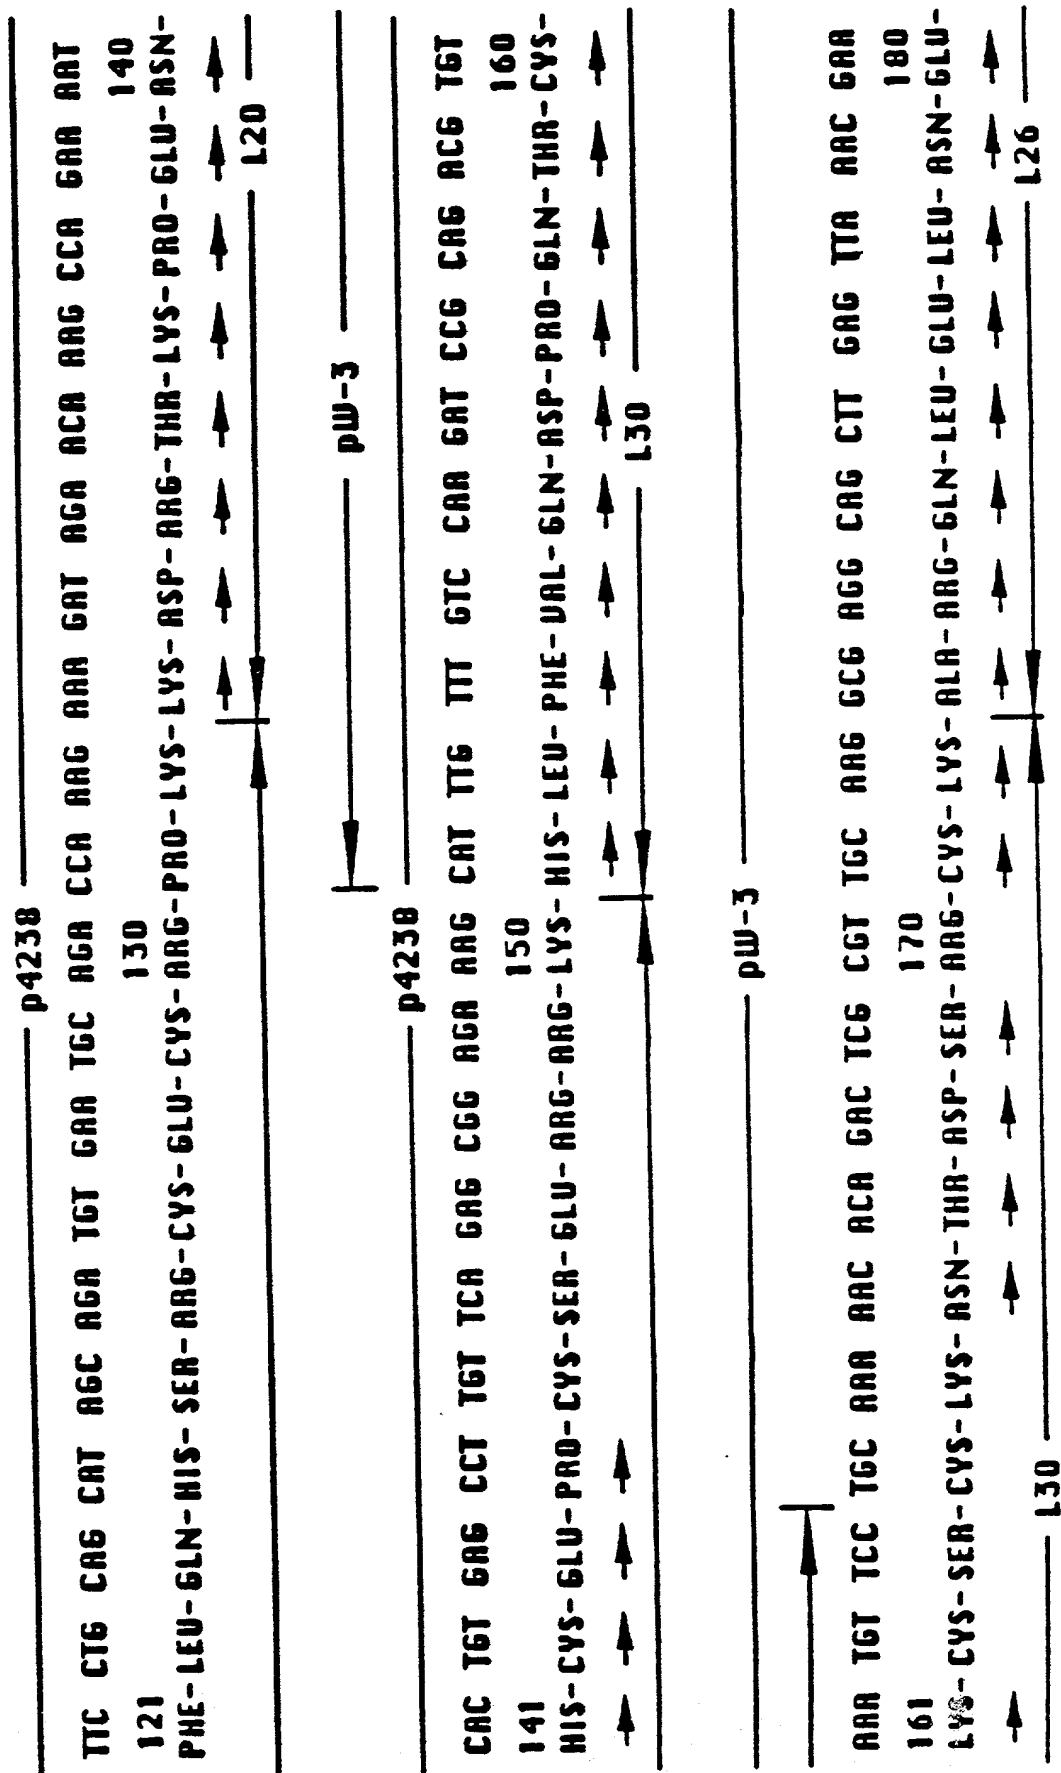 p4238
TTC CTG CAG CAT AGC AGA TGT GAA TGC AGA CCA AAG AAA GAT AGA ACA AAG CCA GAA AAT
121 130 140
PHE-LEU-GLN-HIS-SER-ARG-CYS-GLU-CYS-ARG-PRO-LYS-LYS-ASP-ARG-THR-LYS-PRO-GLU-ASN-
L20
pW-3
p4238
CAC TGT GAG CCT TGT TCA GAG CGG AGA AAG CAT TTG TTT GTC CAA GAT CCG CAG ACG TGT
141 150 160
HIS-CYS-GLU-PRO-CYS-SER-GLU-ARG-ARG-LYS-HIS-LEU-PHE-VAL-GLN-ASP-PRO-GLN-THR-CYS-
L30
pW-3
AAA TGT TCC TGC AAA AAC ACA GAC TCG CGT TGC AAG GCG AGG CAG CTT GAG TTA AAC GAA
161 170 180
LYS-CYS-SER-CYS-LYS-ASN-THR-ASP-SER-ARG-CYS-LYS-ALA-ARG-GLN-LEU-GLU-LEU-ASN-GLU-
L30 L26